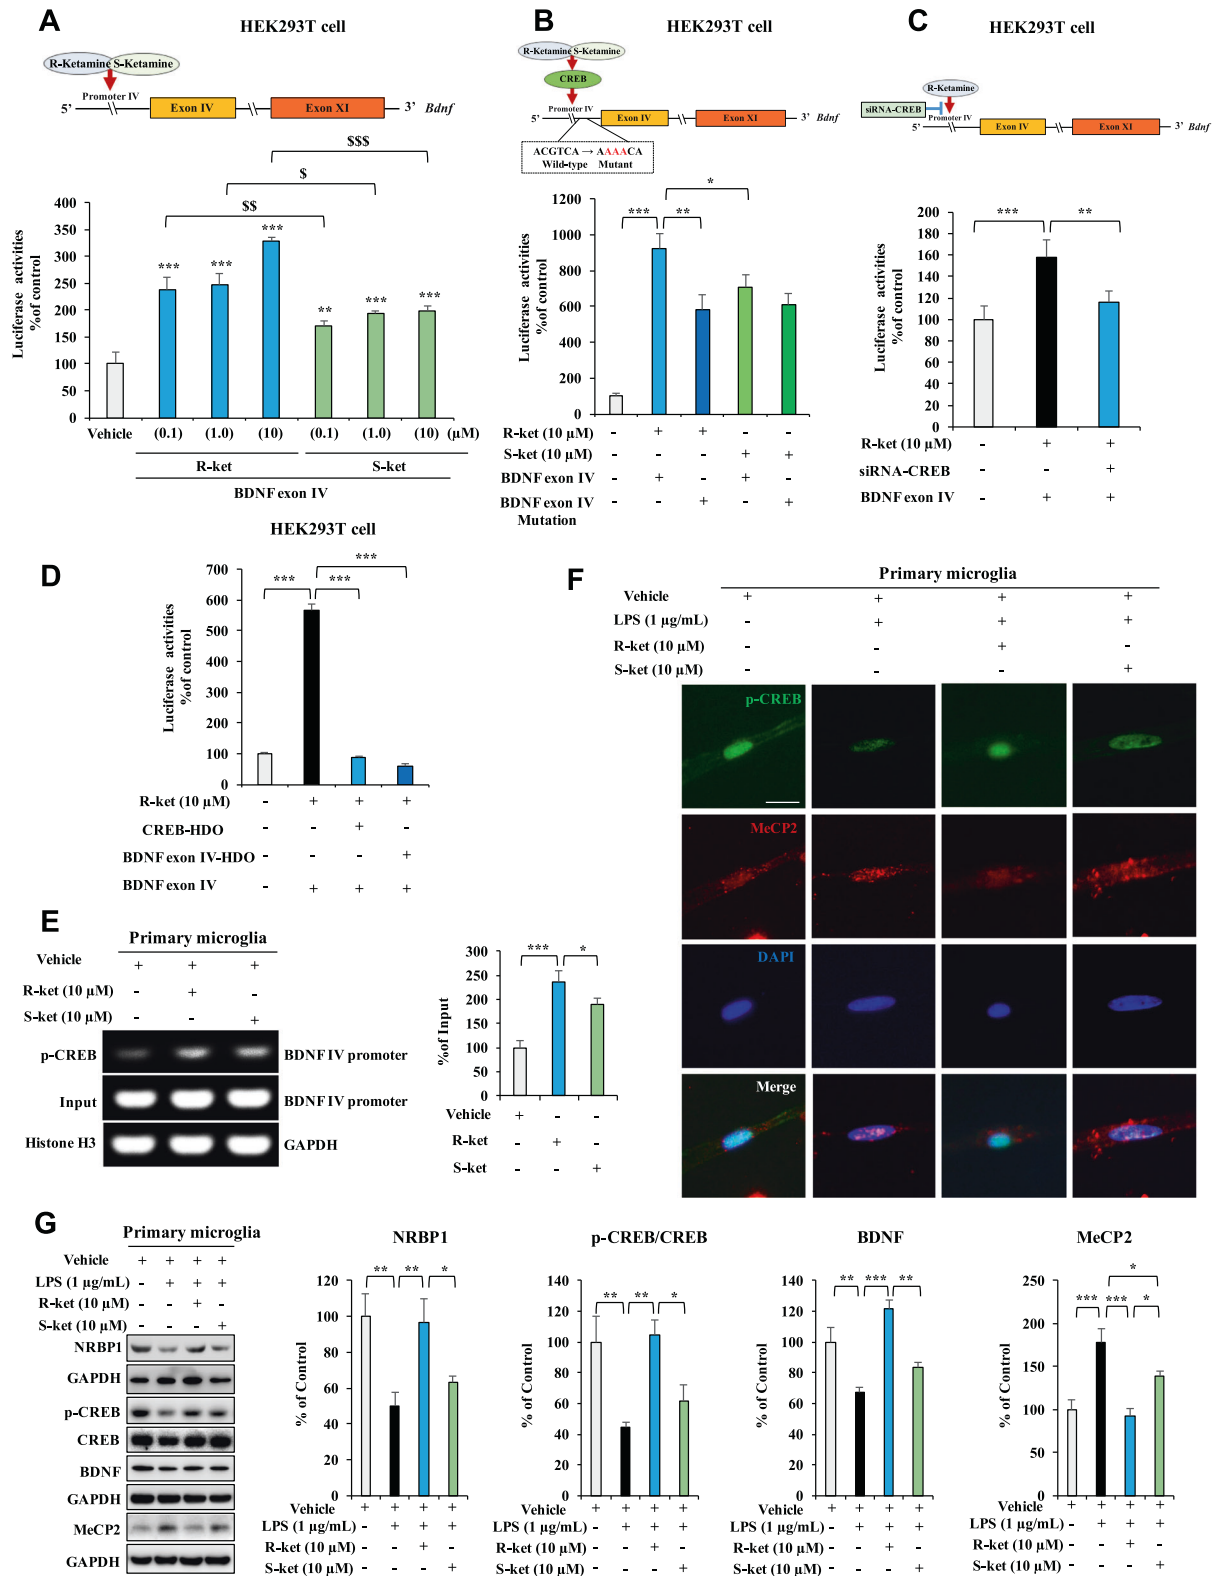 A
HEK293T cell
R-Ketamine S-Ketamine
Promoter IV
5’ Exon IV Exon XI 3’ Bdnf
$$$
$
$$
Luciferase activities
%of control
400
350
300
250
200
150
100
50
0
*** *** *** ** *** ***
Vehicle (0.1) (1.0) (10) (0.1) (1.0) (10) (µM)
R-ket S-ket
BDNF exon IV
B
HEK293T cell
R-Ketamine S-Ketamine
CREB
Promoter IV
5’ Exon IV Exon XI 3’ Bdnf
ACGTCA → AAAACA
Wild-type Mutant
Luciferase activities
%of control
1200
1000
800
600
400
200
0
*** ** *
R-ket (10 µM) - + + - -
S-ket (10 µM) - - - + +
BDNF exon IV - + - + -
BDNF exon IV
Mutation - - + - +
C
HEK293T cell
R-Ketamine
siRNA-CREB
Promoter IV
5’ Exon IV Exon XI 3’ Bdnf
Luciferase activities
%of control
200
180
160
140
120
100
80
60
40
20
0
*** **
R-ket (10 µM) - + +
siRNA-CREB - - +
BDNF exon IV - + +
D
HEK293T cell
Luciferase activities
%of control
700
600
500
400
300
200
100
0
*** *** ***
R-ket (10 µM) - + + +
CREB-HDO - - + -
BDNF exon IV-HDO - - - +
BDNF exon IV - + + +
E
Primary microglia
Vehicle + + +
R-ket (10 µM) - + -
S-ket (10 µM) - - +
p-CREB BDNF IV promoter
Input BDNF IV promoter
Histone H3 GAPDH
%of Input
300
250
200
150
100
50
0
*** *
Vehicle + - -
R-ket - + -
S-ket - - +
F
Primary microglia
Vehicle + + + +
LPS (1 µg/mL) - + + +
R-ket (10 µM) - - + -
S-ket (10 µM) - - - +
p-CREB
MeCP2
DAPI
Merge
G
Primary microglia
Vehicle + + + +
LPS (1 µg/mL) - + + +
R-ket (10 µM) - - + -
S-ket (10 µM) - - - +
NRBP1
GAPDH
p-CREB
CREB
BDNF
GAPDH
MeCP2
GAPDH
NRBP1
% of Control
120
100
80
60
40
20
0
** ** *
Vehicle
+ + + +
LPS (1 µg/mL)
- + + +
R-ket (10 µM)
- - + -
S-ket (10 µM)
- - - +
p-CREB/CREB
% of Control
120
100
80
60
40
20
0
** ** *
Vehicle
+ + + +
LPS (1 µg/mL)
- + + +
R-ket (10 µM)
- - + -
S-ket (10 µM)
- - - +
BDNF
% of Control
140
120
100
80
60
40
20
0
** *** **
Vehicle
+ + + +
LPS (1 µg/mL)
- + + +
R-ket (10 µM)
- - + -
S-ket (10 µM)
- - - +
MeCP2
% of Control
250
200
150
100
50
0
*** *** * *
Vehicle
+ + + +
LPS (1 µg/mL)
- + + +
R-ket (10 µM)
- - + -
S-ket (10 µM)
- - - +